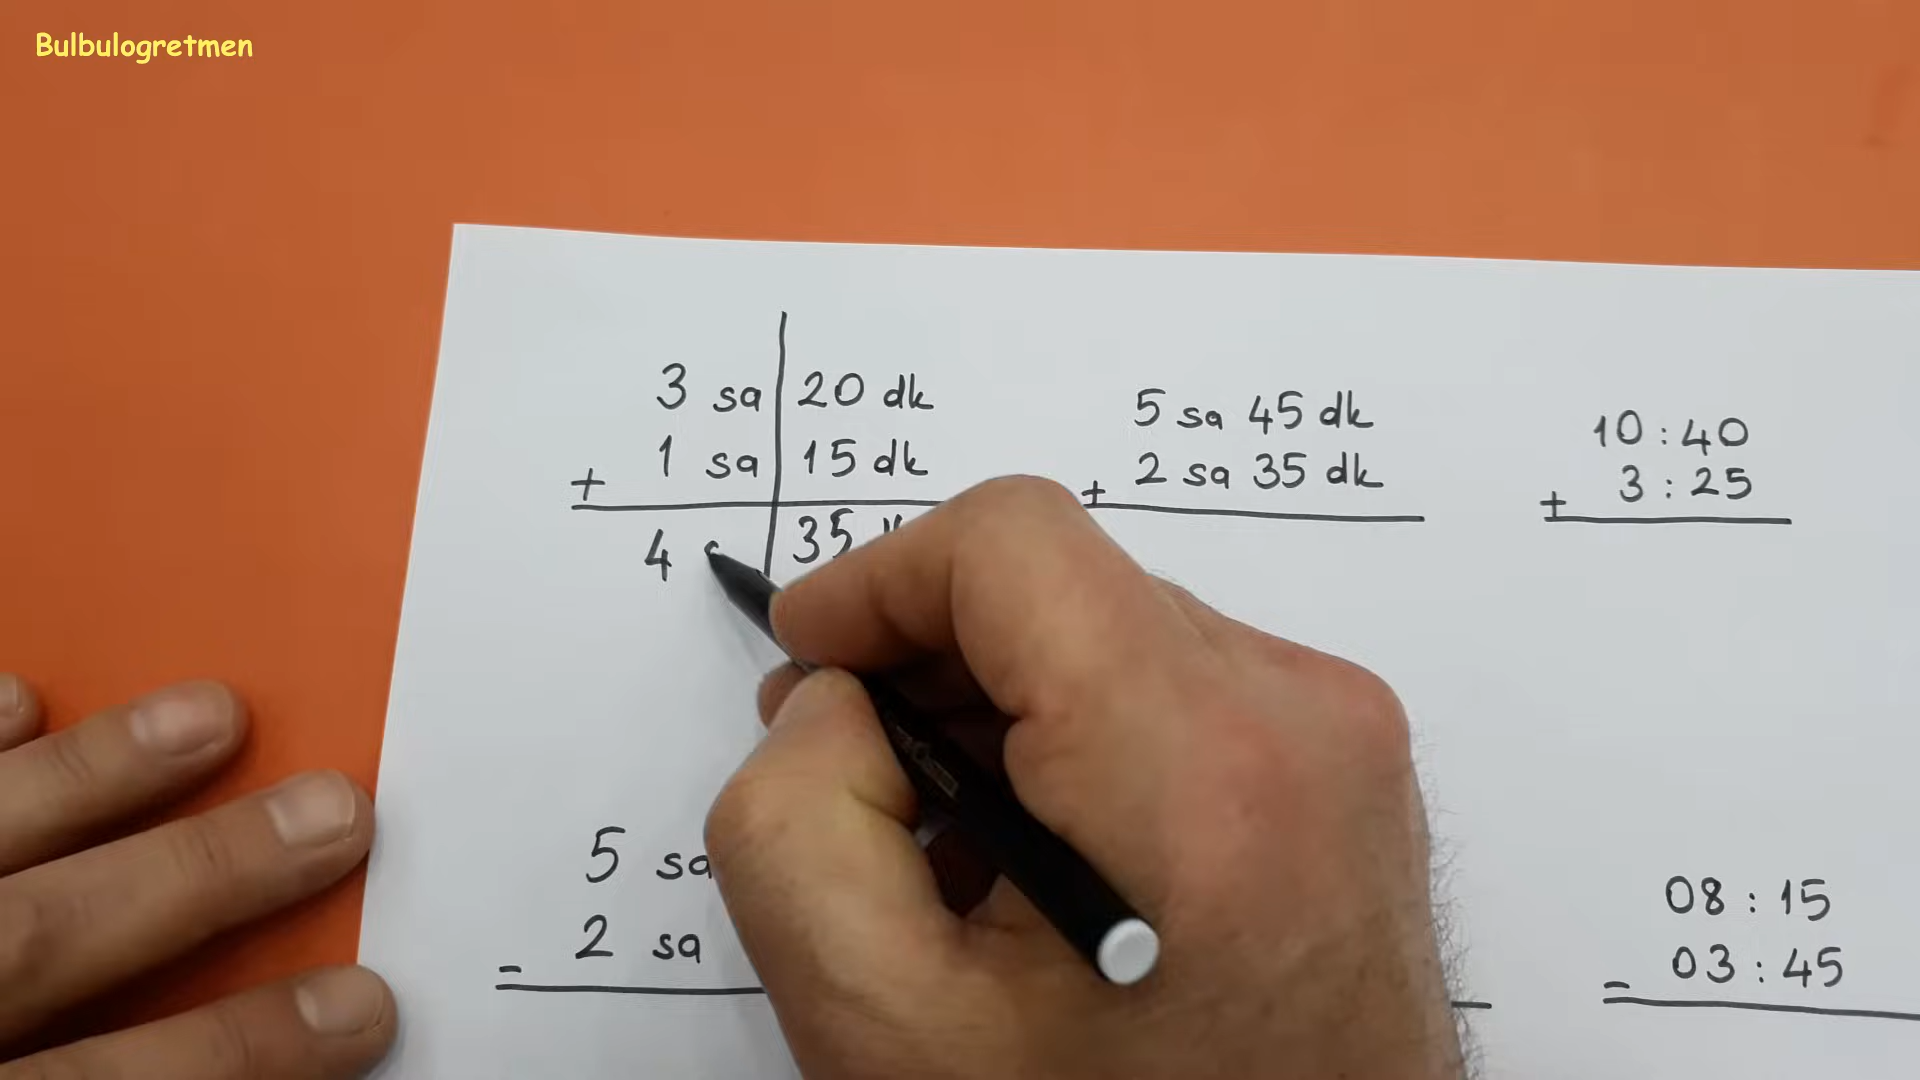 Bulbulogretmen
3 sa 20 dk
1 sa 15 dk
+
4 35
5 sa 45 dk
2 sa 35 dk
+
10:40
3:25
+
5 sa
2 sa
-
08:15
03:45
-